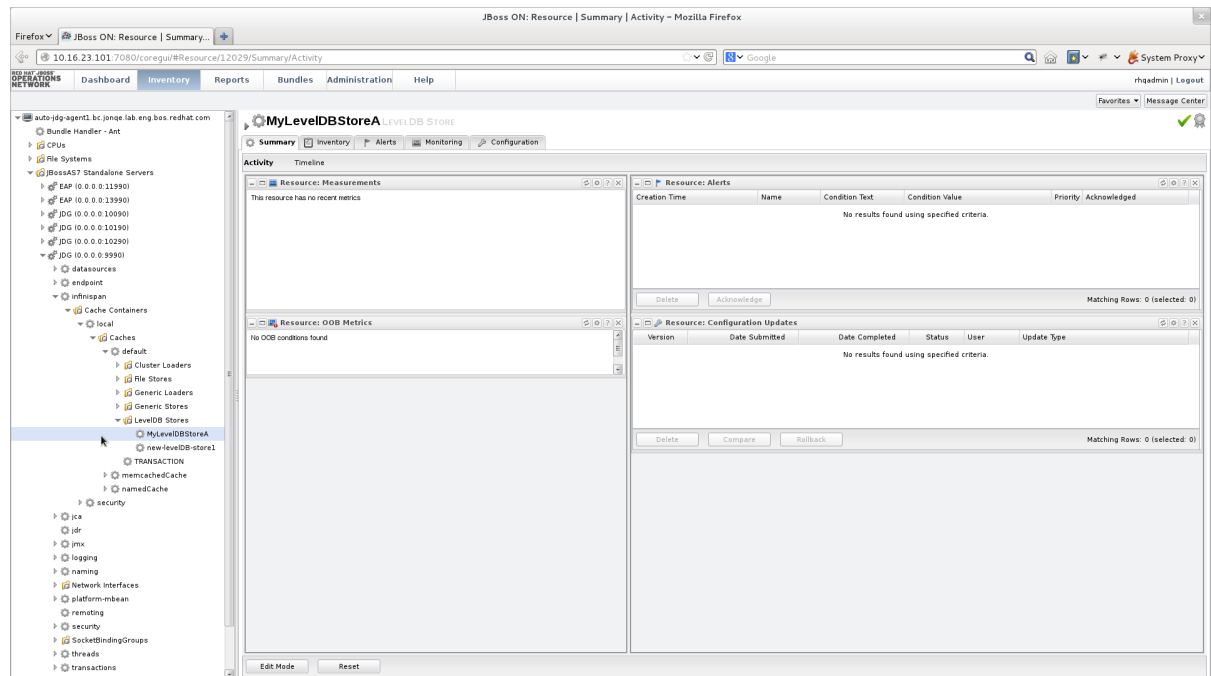 JBoss ON: Resource | Summary | Activity - Mozilla Firefox
Firefox
JBoss ON: Resource | Summary...
10.16.23.101:7080/coregui/#Resource/12029/Summary/Activity
Google
System Proxy
RED HAT JBOSS
OPERATIONS
NETWORK
Dashboard Inventory Reports Bundles Administration Help
rhqadmin | Logout
Favorites Message Center
auto-jdg-agent1.bc.jonqe.lab.eng.bos.redhat.com
Bundle Handler - Ant
CPUs
File Systems
JBossAS7 Standalone Servers
EAP (0.0.0.0:11990)
EAP (0.0.0.0:13990)
JDG (0.0.0.0:10090)
JDG (0.0.0.0:10190)
JDG (0.0.0.0:10290)
JDG (0.0.0.0:9990)
datasources
endpoint
infinispan
Cache Containers
local
Caches
default
Cluster Loaders
File Stores
Generic Loaders
Generic Stores
LevelDB Stores
MyLevelDBStoreA
new-levelDB-store1
TRANSACTION
memcachedCache
namedCache
security
jca
jdr
jmx
logging
naming
Network Interfaces
platform-mbean
remoting
security
SocketBindingGroups
threads
transactions
MyLevelDBStoreA LEVELDB STORE
Summary Inventory Alerts Monitoring Configuration
Activity Timeline
Resource: Measurements
This resource has no recent metrics
Resource: Alerts
Creation Time Name Condition Text Condition Value Priority Acknowledged
No results found using specified criteria.
Delete Acknowledge
Matching Rows: 0 (selected: 0)
Resource: OOB Metrics
No OOB conditions found
Resource: Configuration Updates
Version Date Submitted Date Completed Status User Update Type
No results found using specified criteria.
Delete Compare Rollback
Matching Rows: 0 (selected: 0)
Edit Mode Reset